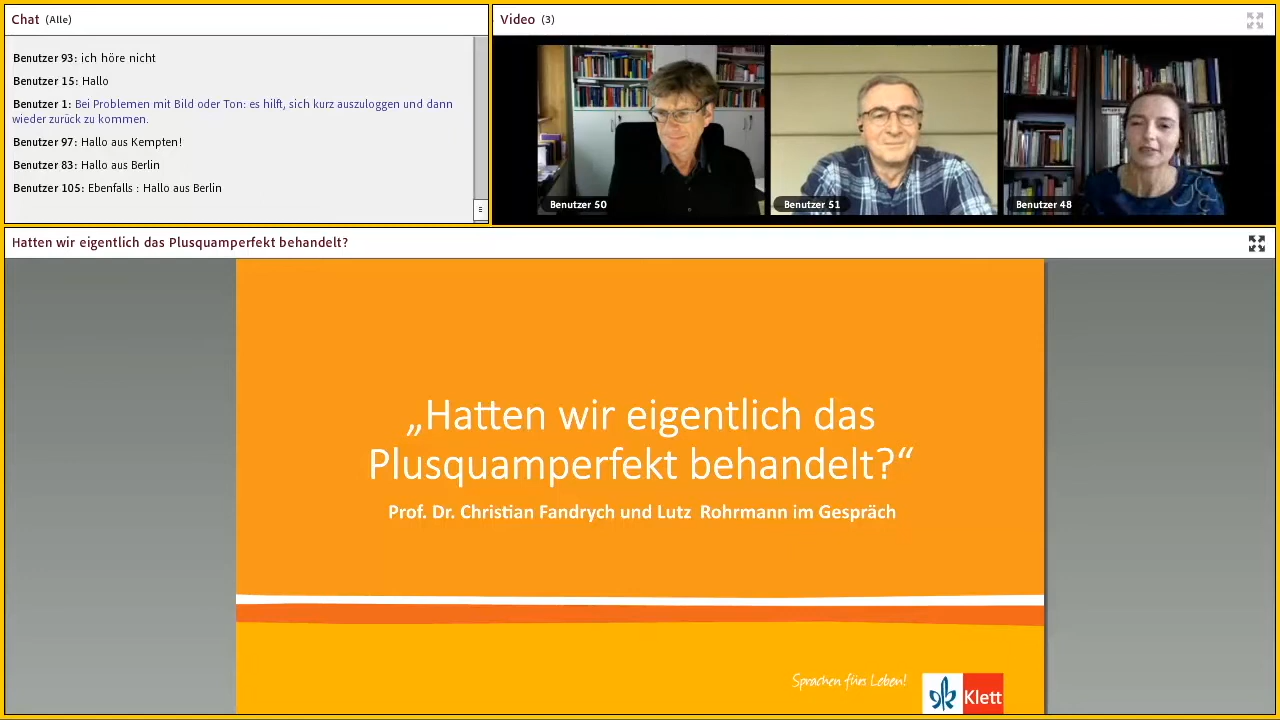 Chat (Alle)
Benutzer 93: ich höre nicht
Benutzer 15: Hallo
Benutzer 1: Bei Problemen mit Bild oder Ton: es hilft, sich kurz auszuloggen und dann
wieder zurück zu kommen.
Benutzer 97: Hallo aus Kempten!
Benutzer 83: Hallo aus Berlin
Benutzer 105: Ebenfalls : Hallo aus Berlin
Video (3)
Benutzer 50
Benutzer 51
Benutzer 48
Hatten wir eigentlich das Plusquamperfekt behandelt?
„Hatten wir eigentlich das
Plusquamperfekt behandelt?“
Prof. Dr. Christian Fandrych und Lutz Rohrmann im Gespräch
Sprachen fürs Leben!
Klett